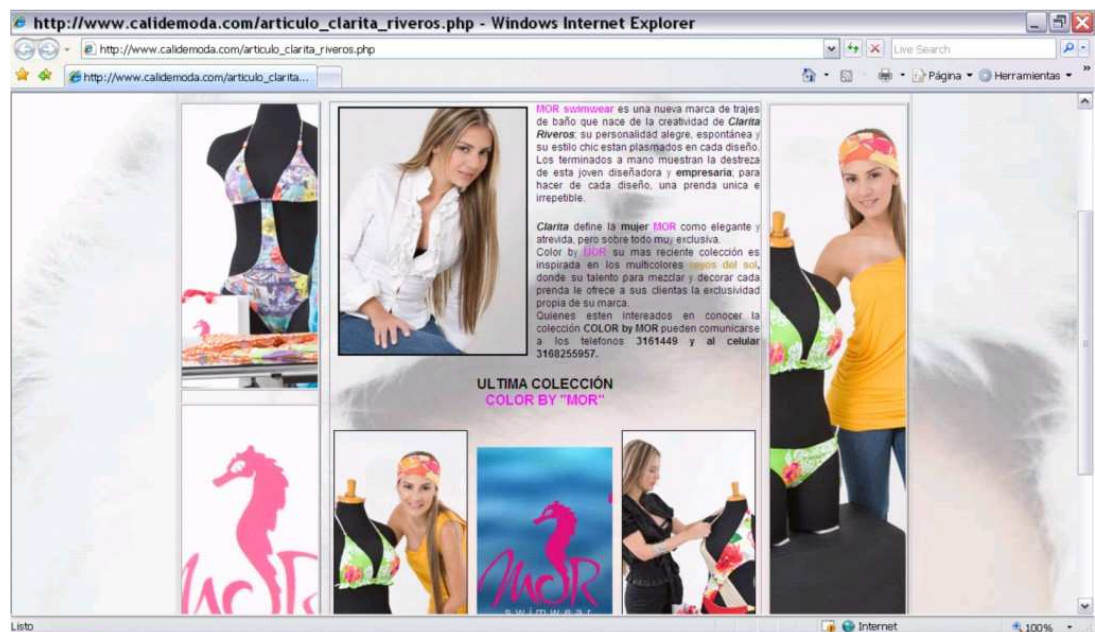 http://www.calidemoda.com/articulo_clarita_riveros.php - Windows Internet Explorer
http://www.calidemoda.com/articulo_clarita_riveros.php
Live Search
http://www.calidemoda.com/articulo_clarita...
Página
Herramientas
MOR swimwear es una nueva marca de trajes
de baño que nace de la creatividad de Clarita
Riveros; su personalidad alegre, espontánea y
su estilo chic estan plasmados en cada diseño.
Los terminados a mano muestran la destreza
de esta joven diseñadora y empresaria; para
hacer de cada diseño, una prenda unica e
irrepetible.
Clarita define la mujer MOR como elegante y
atrevida, pero sobre todo muy exclusiva.
Color by MOR su mas reciente colección es
inspirada en los multicolores reyos del sol,
donde su talento para mezclar y decorar cada
prenda le ofrece a sus clientas la exclusividad
propia de su marca.
Quienes esten intereados en conocer la
colección COLOR by MOR pueden comunicarse
a los telefonos 3161449 y al celular
3168255957.
ULTIMA COLECCIÓN
COLOR BY "MOR"
MOR
MOR
swimwear
Listo
Internet
100%